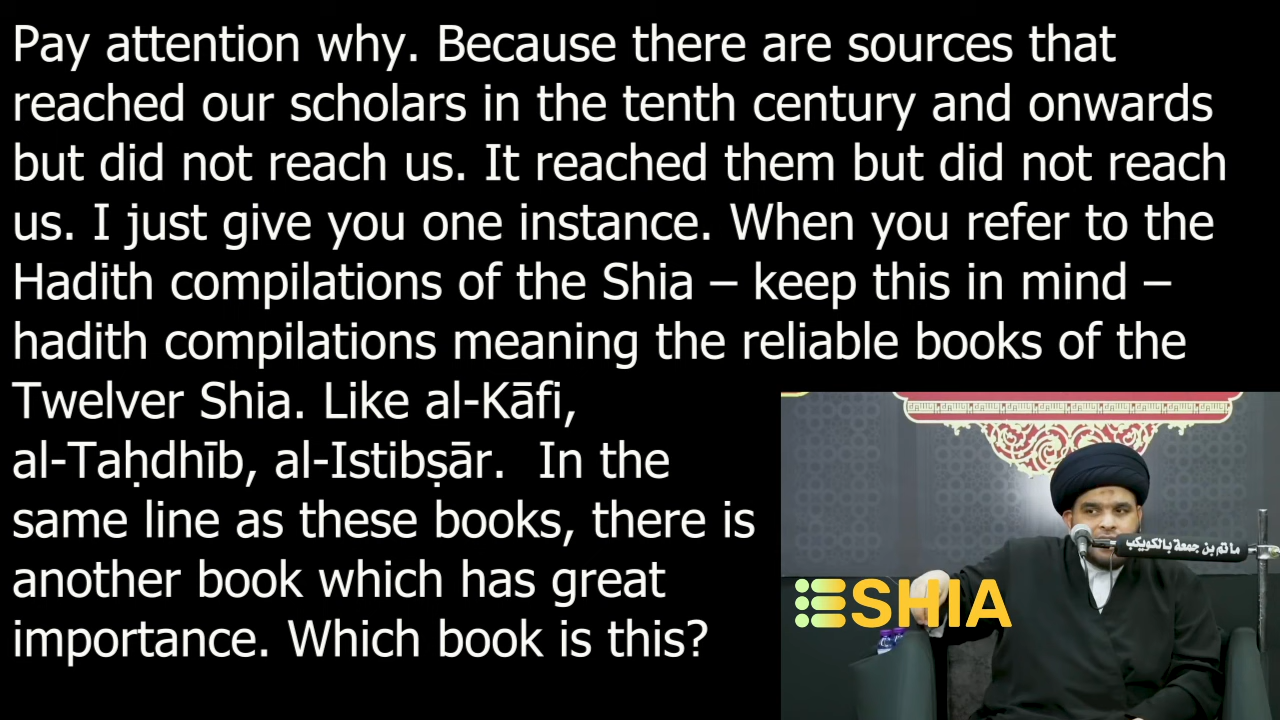 Pay attention why. Because there are sources that
reached our scholars in the tenth century and onwards
but did not reach us. It reached them but did not reach
us. I just give you one instance. When you refer to the
Hadith compilations of the Shia – keep this in mind –
hadith compilations meaning the reliable books of the
Twelver Shia. Like al-Kāfi,
al-Taḥdhīb, al-Istibṣār.  In the
same line as these books, there is
another book which has great
importance. Which book is this?
مأتم بن جمعة بالكويكب
SHIA